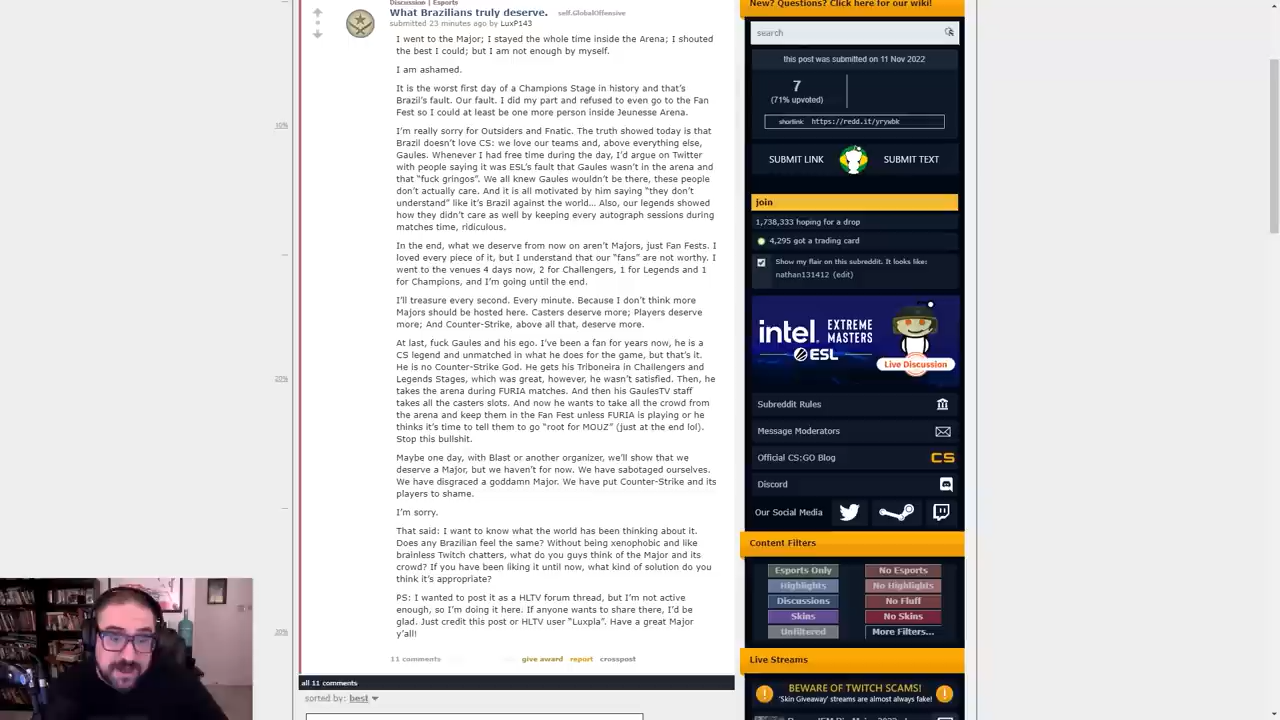 Discussion | Esports
What Brazilians truly deserve. self.GlobalOffensive
submitted 23 minutes ago by LuxP143
I went to the Major; I stayed the whole time inside the Arena; I shouted
the best I could; but I am not enough by myself.
I am ashamed.
It is the worst first day of a Champions Stage in history and that's
Brazil's fault. Our fault. I did my part and refused to even go to the Fan
Fest so I could at least be one more person inside Jeunesse Arena.
I'm really sorry for Outsiders and Fnatic. The truth showed today is that
Brazil doesn't love CS: we love our teams and, above everything else,
Gaules. Whenever I had free time during the day, I'd argue on Twitter
with people saying it was ESL's fault that Gaules wasn't in the arena and
that "fuck gringos". We all knew Gaules wouldn't be there, these people
don't actually care. And it is all motivated by him saying "they don't
understand" like it's Brazil against the world... Also, our legends showed
how they didn't care as well by keeping every autograph sessions during
matches time, ridiculous.
In the end, what we deserve from now on aren't Majors, just Fan Fests. I
loved every piece of it, but I understand that our "fans" are not worthy. I
went to the venues 4 days now, 2 for Challengers, 1 for Legends and 1
for Champions, and I'm going until the end.
I'll treasure every second. Every minute. Because I don't think more
Majors should be hosted here. Casters deserve more; Players deserve
more; And Counter-Strike, above all that, deserve more.
At last, fuck Gaules and his ego. I've been a fan for years now, he is a
CS legend and unmatched in what he does for the game, but that's it.
He is no Counter-Strike God. He gets his Triboneira in Challengers and
Legends Stages, which was great, however, he wasn't satisfied. Then, he
takes the arena during FURIA matches. And then his GaulesTV staff
takes all the casters slots. And now he wants to take all the crowd from
the arena and keep them in the Fan Fest unless FURIA is playing or he
thinks it's time to tell them to go "root for MOUZ" (just at the end lol).
Stop this bullshit.
Maybe one day, with Blast or another organizer, we'll show that we
deserve a Major, but we haven't for now. We have sabotaged ourselves.
We have disgraced a goddamn Major. We have put Counter-Strike and its
players to shame.
I'm sorry.
That said: I want to know what the world has been thinking about it.
Does any Brazilian feel the same? Without being xenophobic and like
brainless Twitch chatters, what do you guys think of the Major and its
crowd? If you have been liking it until now, what kind of solution do you
think it's appropriate?
PS: I wanted to post it as a HLTV forum thread, but I'm not active
enough, so I'm doing it here. If anyone wants to share there, I'd be
glad. Just credit this post or HLTV user "Luxpla". Have a great Major
y'all!
11 comments give award report crosspost
all 11 comments
sorted by: best
10%
20%
New? Questions? Click here for our wiki!
search
this post was submitted on 11 Nov 2022
7
(71% upvoted)
shortlink: https://redd.it/yrywbk
SUBMIT LINK SUBMIT TEXT
join
1,738,333 hoping for a drop
4,295 got a trading card
Show my flair on this subreddit. It looks like:
nathan131412 (edit)
intel EXTREME
MASTERS
ESL
Live Discussion
Subreddit Rules
Message Moderators
Official CS:GO Blog CS
Discord
Our Social Media
Content Filters
Esports Only No Esports
Highlights No Highlights
Discussions No Fluff
Skins No Skins
Unfiltered More Filters...
Live Streams
BEWARE OF TWITCH SCAMS!
'Skin Giveaway' streams are almost always fake!